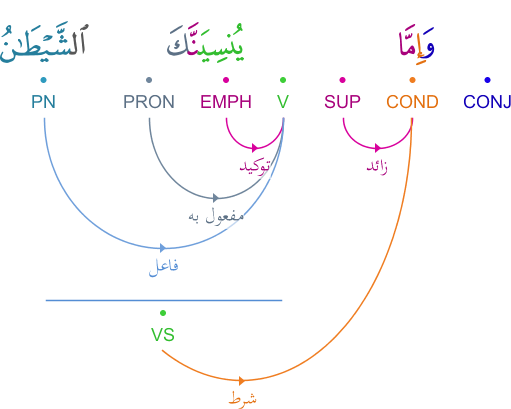 وَإِمَّا يُنسِيَنَّكَ ٱلشَّيْطَـٰنُ
CONJ COND SUP V EMPH PRON PN
زائد توكيد
مفعول به
فاعل
VS
شرط